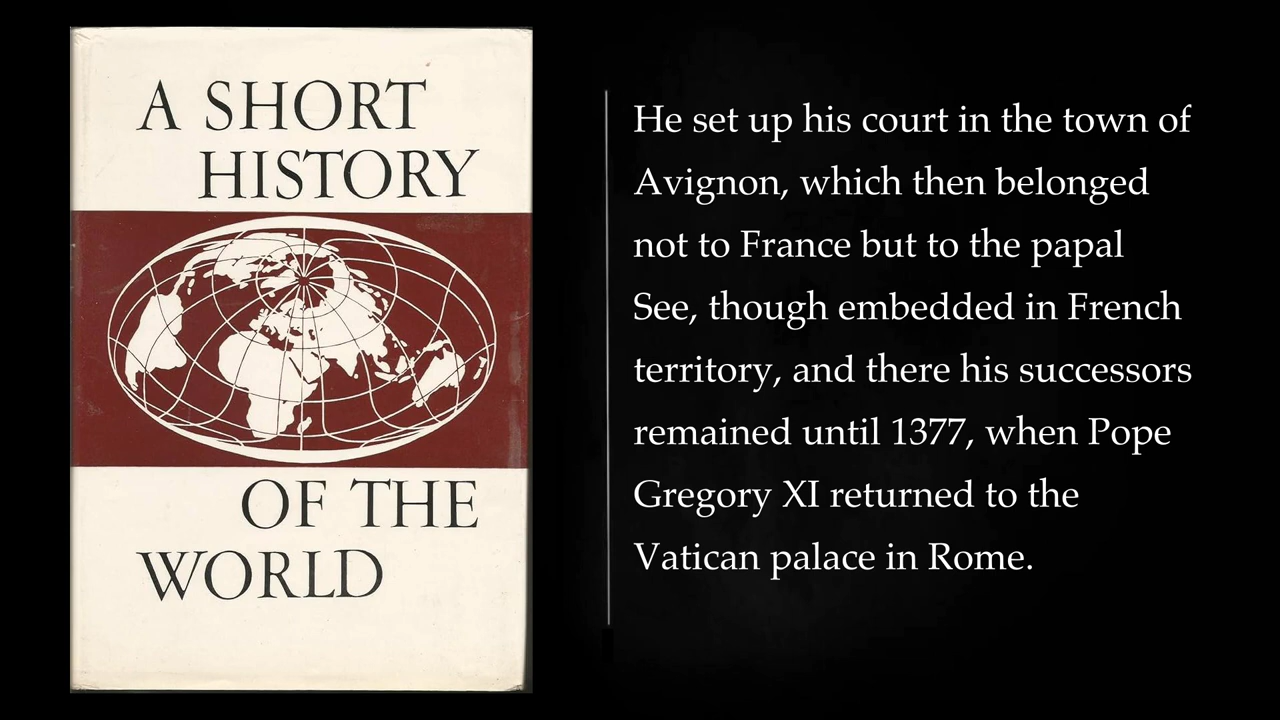 A SHORT
HISTORY
OF THE
WORLD
He set up his court in the town of
Avignon, which then belonged
not to France but to the papal
See, though embedded in French
territory, and there his successors
remained until 1377, when Pope
Gregory XI returned to the
Vatican palace in Rome.